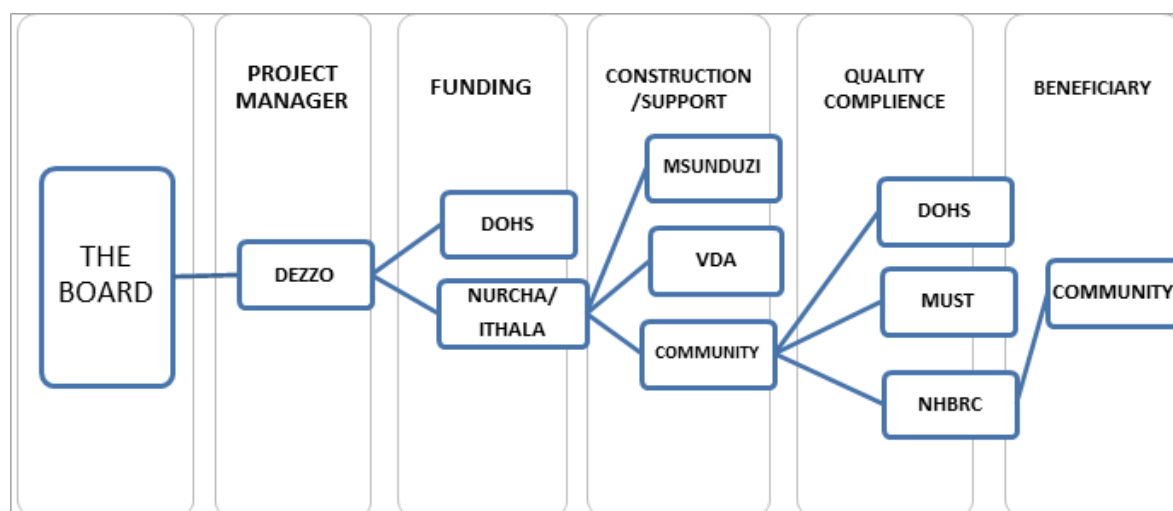 THE
BOARD
PROJECT
MANAGER
DEZZO
FUNDING
DOHS
NURCHA/
ITHALA
CONSTRUCTION
/SUPPORT
MSUNDUZI
VDA
COMMUNITY
QUALITY
COMPLIENCE
DOHS
MUST
NHBRC
BENEFICIARY
COMMUNITY